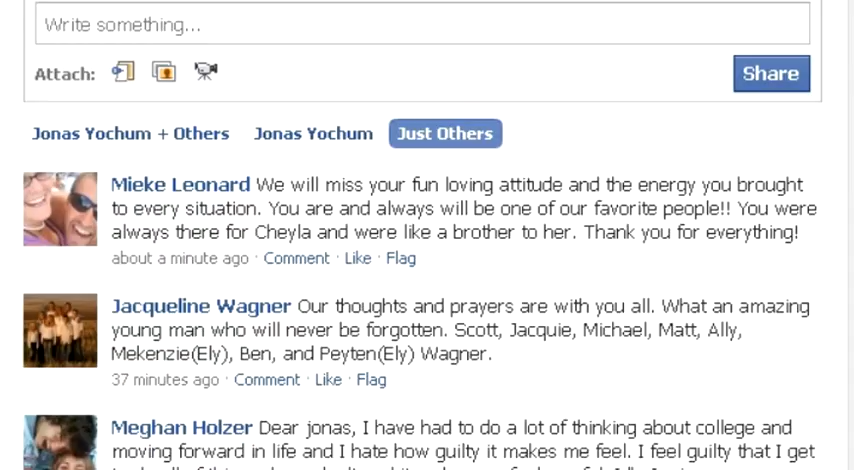 Write something...
Attach:
Share
Jonas Yochum + Others Jonas Yochum Just Others
Mieke Leonard We will miss your fun loving attitude and the energy you brought
to every situation. You are and always will be one of our favorite people!! You were
always there for Cheyla and were like a brother to her. Thank you for everything!
about a minute ago · Comment · Like · Flag
Jacqueline Wagner Our thoughts and prayers are with you all. What an amazing
young man who will never be forgotten. Scott, Jacquie, Michael, Matt, Ally,
Mekenzie(Ely), Ben, and Peyten(Ely) Wagner.
37 minutes ago · Comment · Like · Flag
Meghan Holzer Dear jonas, I have had to do a lot of thinking about college and
moving forward in life and I hate how guilty it makes me feel. I feel guilty that I get